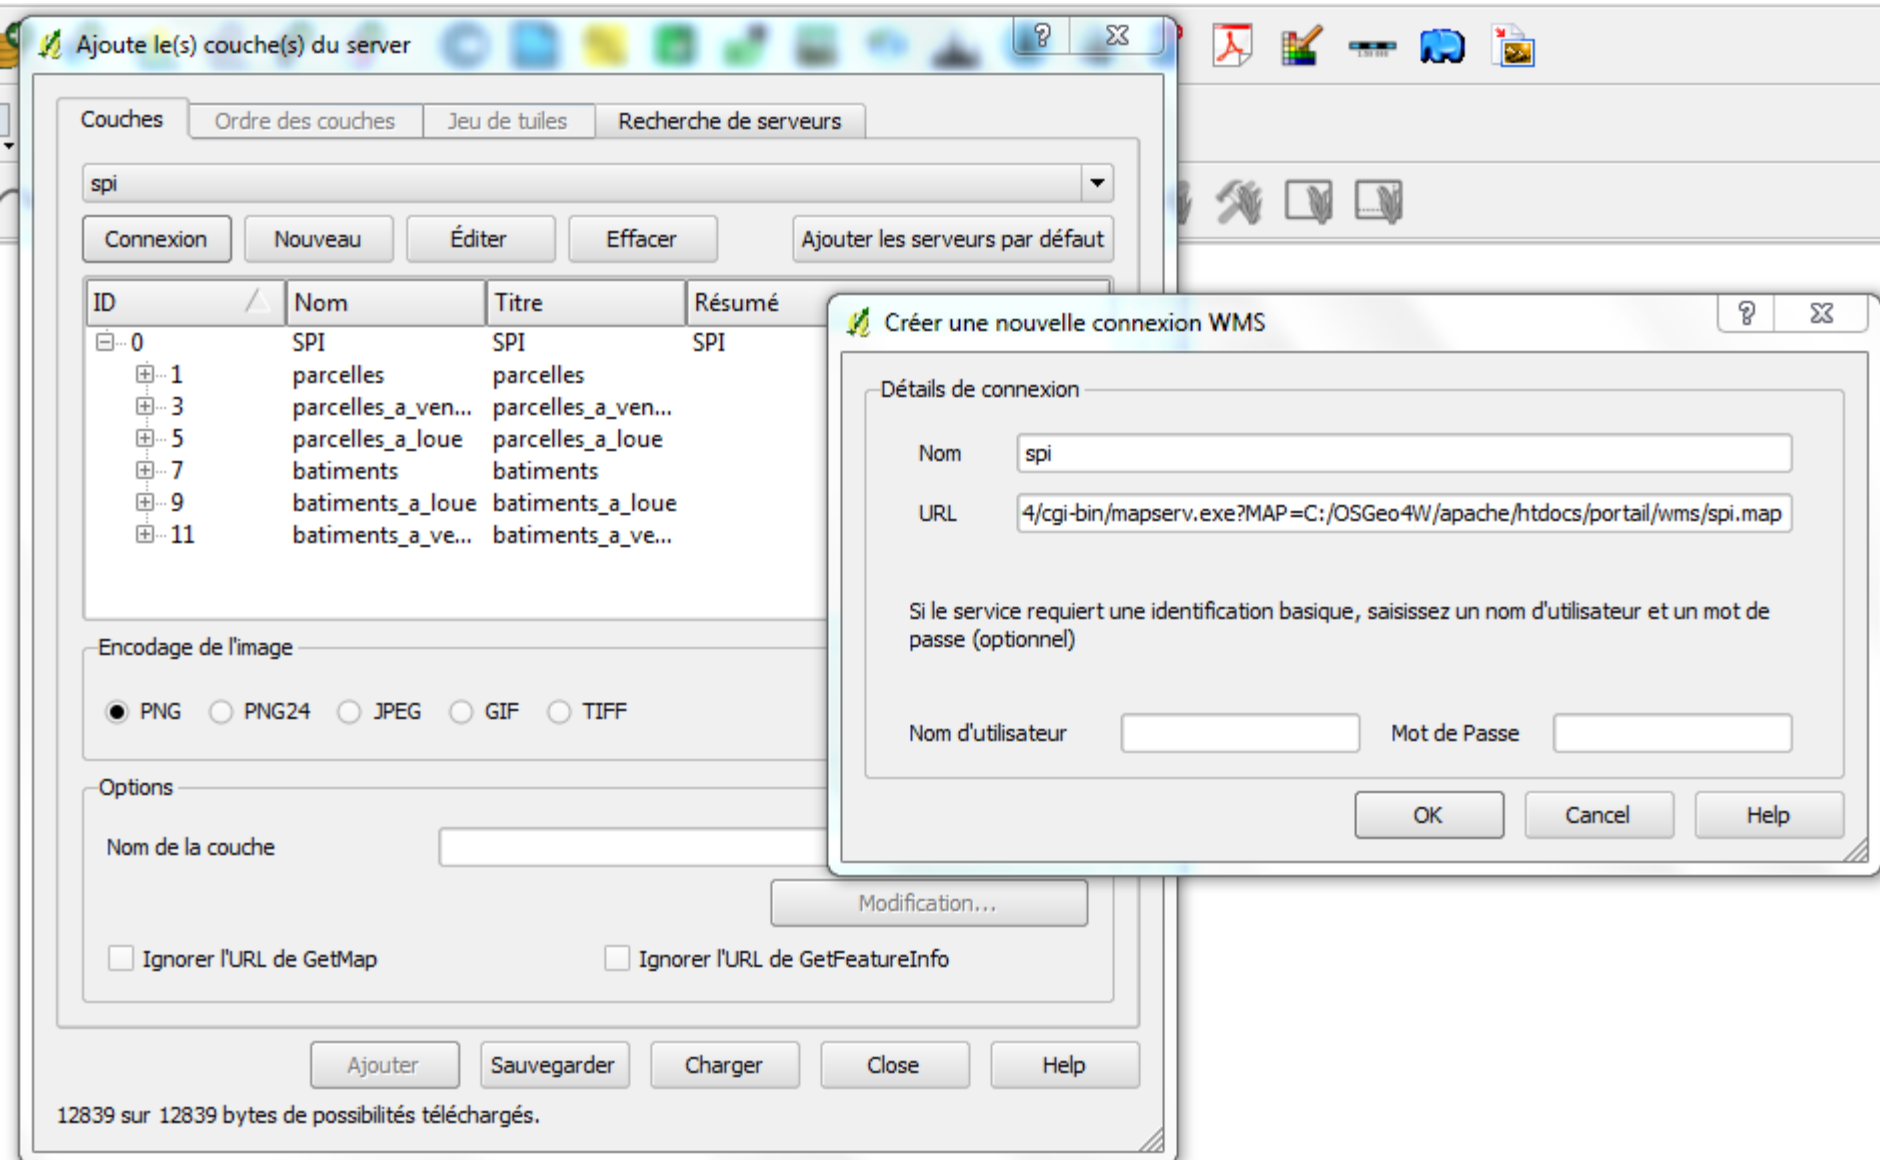 Ajoute le(s) couche(s) du server
Couches
Ordre des couches
Jeu de tuiles
Recherche de serveurs
spi
Connexion
Nouveau
Éditer
Effacer
Ajouter les serveurs par défaut
ID Nom Titre Résumé
0 SPI SPI SPI
1 parcelles parcelles
3 parcelles_a_ven... parcelles_a_ven...
5 parcelles_a_loue parcelles_a_loue
7 batiments batiments
9 batiments_a_loue batiments_a_loue
11 batiments_a_ve... batiments_a_ve...
Encodage de l'image
PNG PNG24 JPEG GIF TIFF
Options
Nom de la couche
Modification...
Ignorer l'URL de GetMap
Ignorer l'URL de GetFeatureInfo
Ajouter
Sauvegarder
Charger
Close
Help
12839 sur 12839 bytes de possibilités téléchargés.
Créer une nouvelle connexion WMS
Détails de connexion
Nom spi
URL 4/cgi-bin/mapserv.exe?MAP=C:/OSGeo4W/apache/htdocs/portail/wms/spi.map
Si le service requiert une identification basique, saisissez un nom d'utilisateur et un mot de
passe (optionnel)
Nom d'utilisateur
Mot de Passe
OK
Cancel
Help